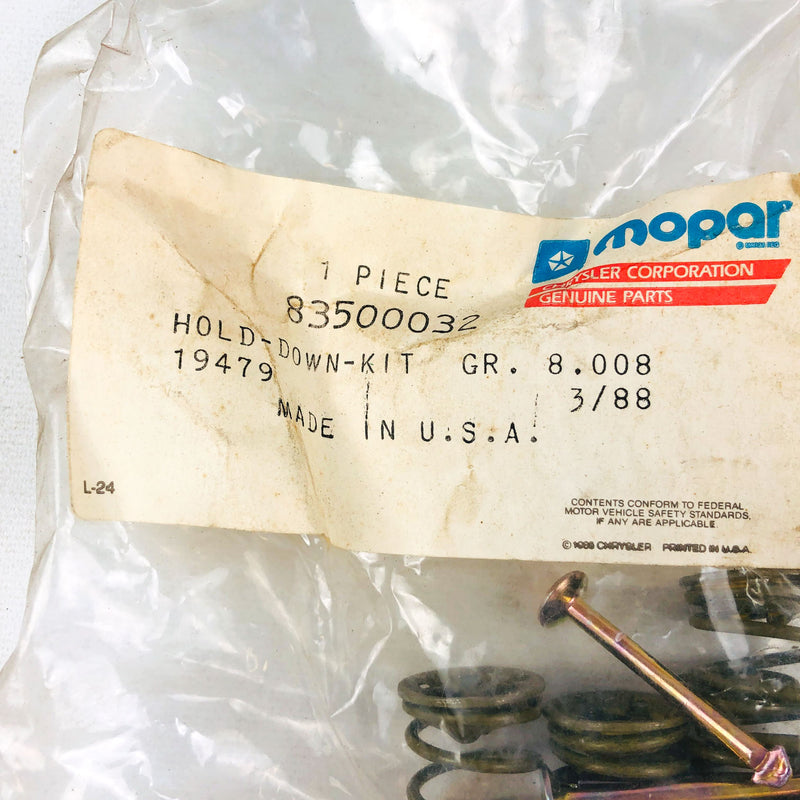 mopar
CHRYSLER CORPORATION
GENUINE PARTS
1 PIECE
83500032
HOLD-DOWN-KIT GR. 8.008
19479 3/88
MADE IN U.S.A.
L-24
CONTENTS CONFORM TO FEDERAL
MOTOR VEHICLE SAFETY STANDARDS,
IF ANY ARE APPLICABLE
© CHRYSLER PRINTED IN U.S.A.